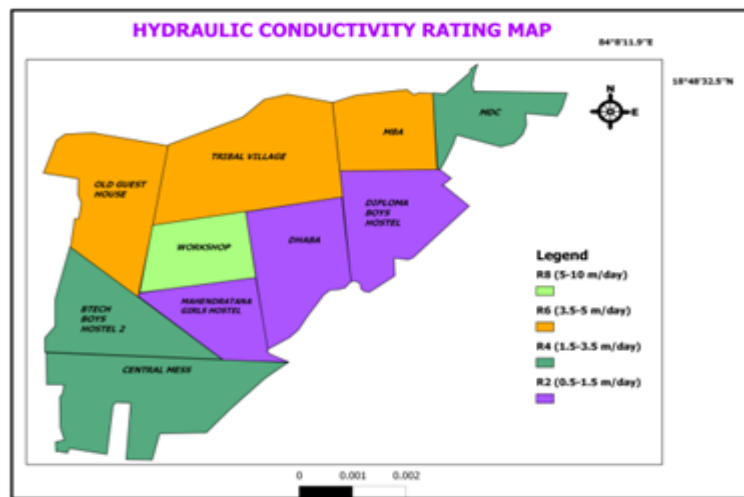 HYDRAULIC CONDUCTIVITY RATING MAP
84°8'11.9"E
18°48'32.5"N
N
E
MDC
MBA
TRIBAL VILLAGE
OLD GUEST
HOUSE
DIPLOMA
BOYS
HOSTEL
WORKSHOP
DHABA
MAHENDRATANA
GIRLS HOSTEL
BTECH
BOYS
HOSTEL 2
CENTRAL MESS
Legend
R8 (5-10 m/day)
R6 (3.5-5 m/day)
R4 (1.5-3.5 m/day)
R2 (0.5-1.5 m/day)
0 0.001 0.002